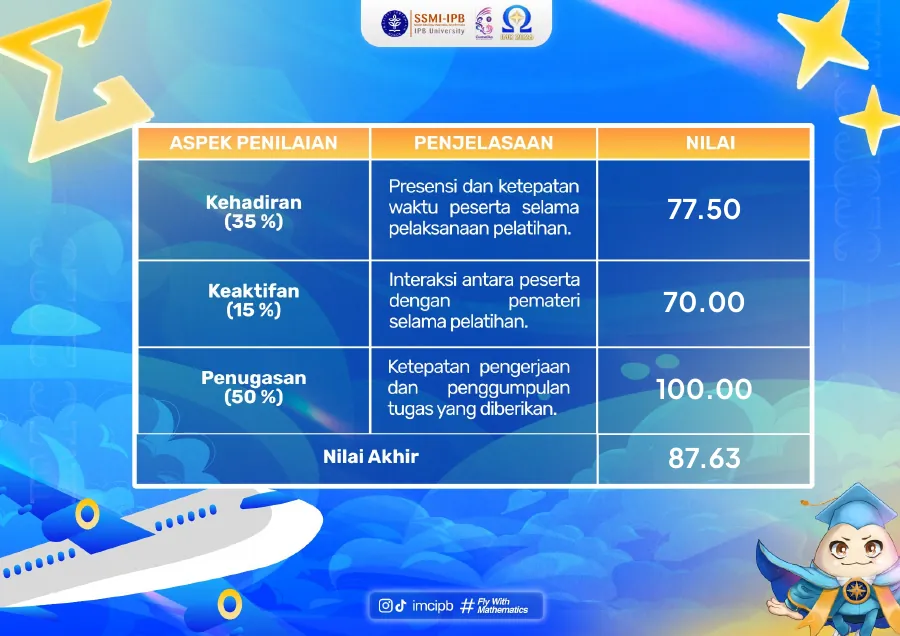 SSMI-IPB
IPB University
ASPEK PENILAIAN
PENJELASAAN
NILAI
Kehadiran
(35 %)
Presensi dan ketepatan
waktu peserta selama
pelaksanaan pelatihan.
77.50
Keaktifan
(15 %)
Interaksi antara peserta
dengan pemateri
selama pelatihan.
70.00
Penugasan
(50 %)
Ketepatan pengerjaan
dan penggumpulan
tugas yang diberikan.
100.00
Nilai Akhir
87.63
imcipb
# Fly With
Mathematics